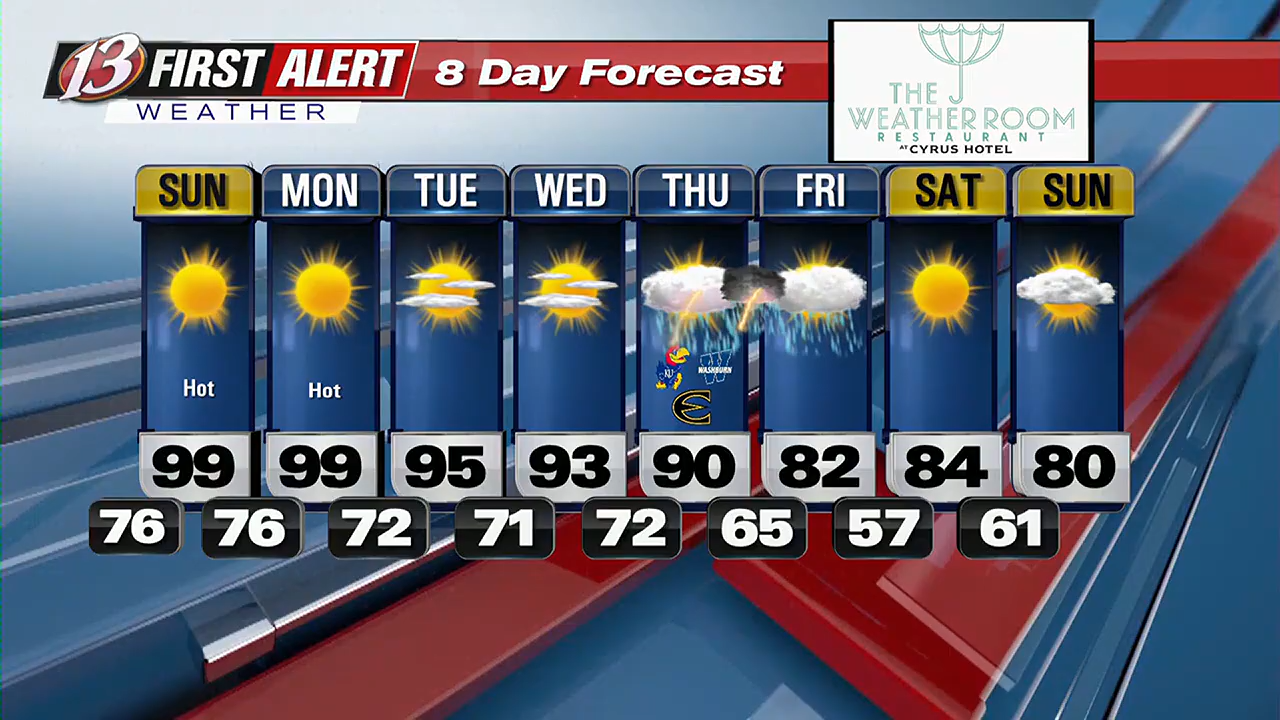 13 FIRST ALERT
WEATHER
8 Day Forecast
THE
WEATHER ROOM
RESTAURANT
AT CYRUS HOTEL
SUN MON TUE WED THU FRI SAT SUN
Hot Hot
KU W WASHBURN
E
99 99 95 93 90 82 84 80
76 76 72 71 72 65 57 61